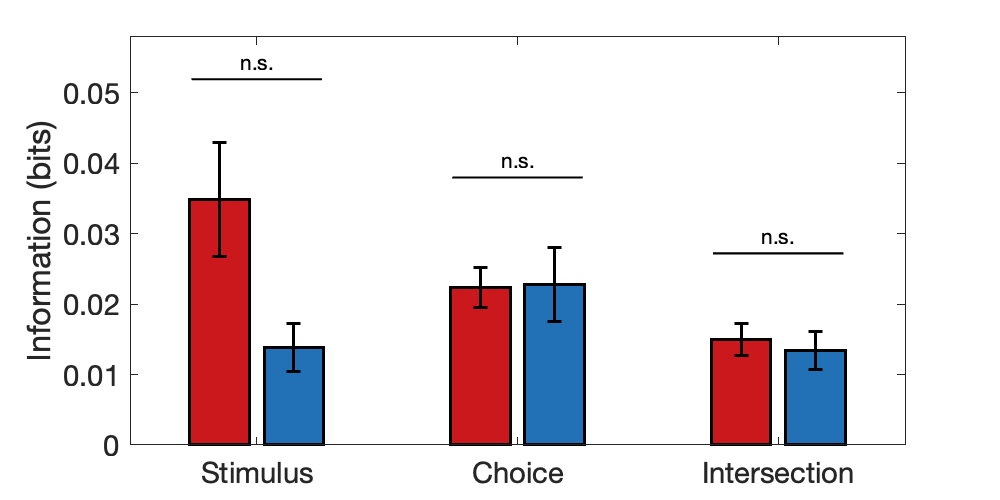 n.s.
0.05
0.04
n.s.
0.03
n.s.
0.02
0.01
0
Information (bits)
Stimulus
Choice
Intersection